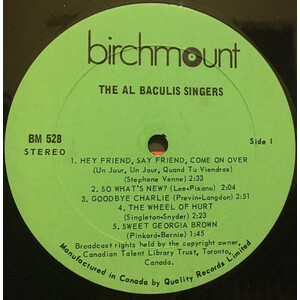 birchmount
THE AL BACULIS SINGERS
BM 528
STEREO
Side 1
1. HEY FRIEND, SAY FRIEND, COME ON OVER
(Un Jour, Un Jour, Quand Tu Viendras)
(Stephane Venne) 2:33
2. SO WHAT'S NEW? (Lee-Pisano) 2:04
3. GOODBYE CHARLIE (Previn-Langdon) 2:51
4. THE WHEEL OF HURT
(Singleton-Snyder) 2:23
5. SWEET GEORGIA BROWN
(Pinkard-Bernie) 1:45
Broadcast rights held by the copyright owner,
Canadian Talent Library Trust, Toronto,
Canada.
Manufactured in Canada by Quality Records Limited